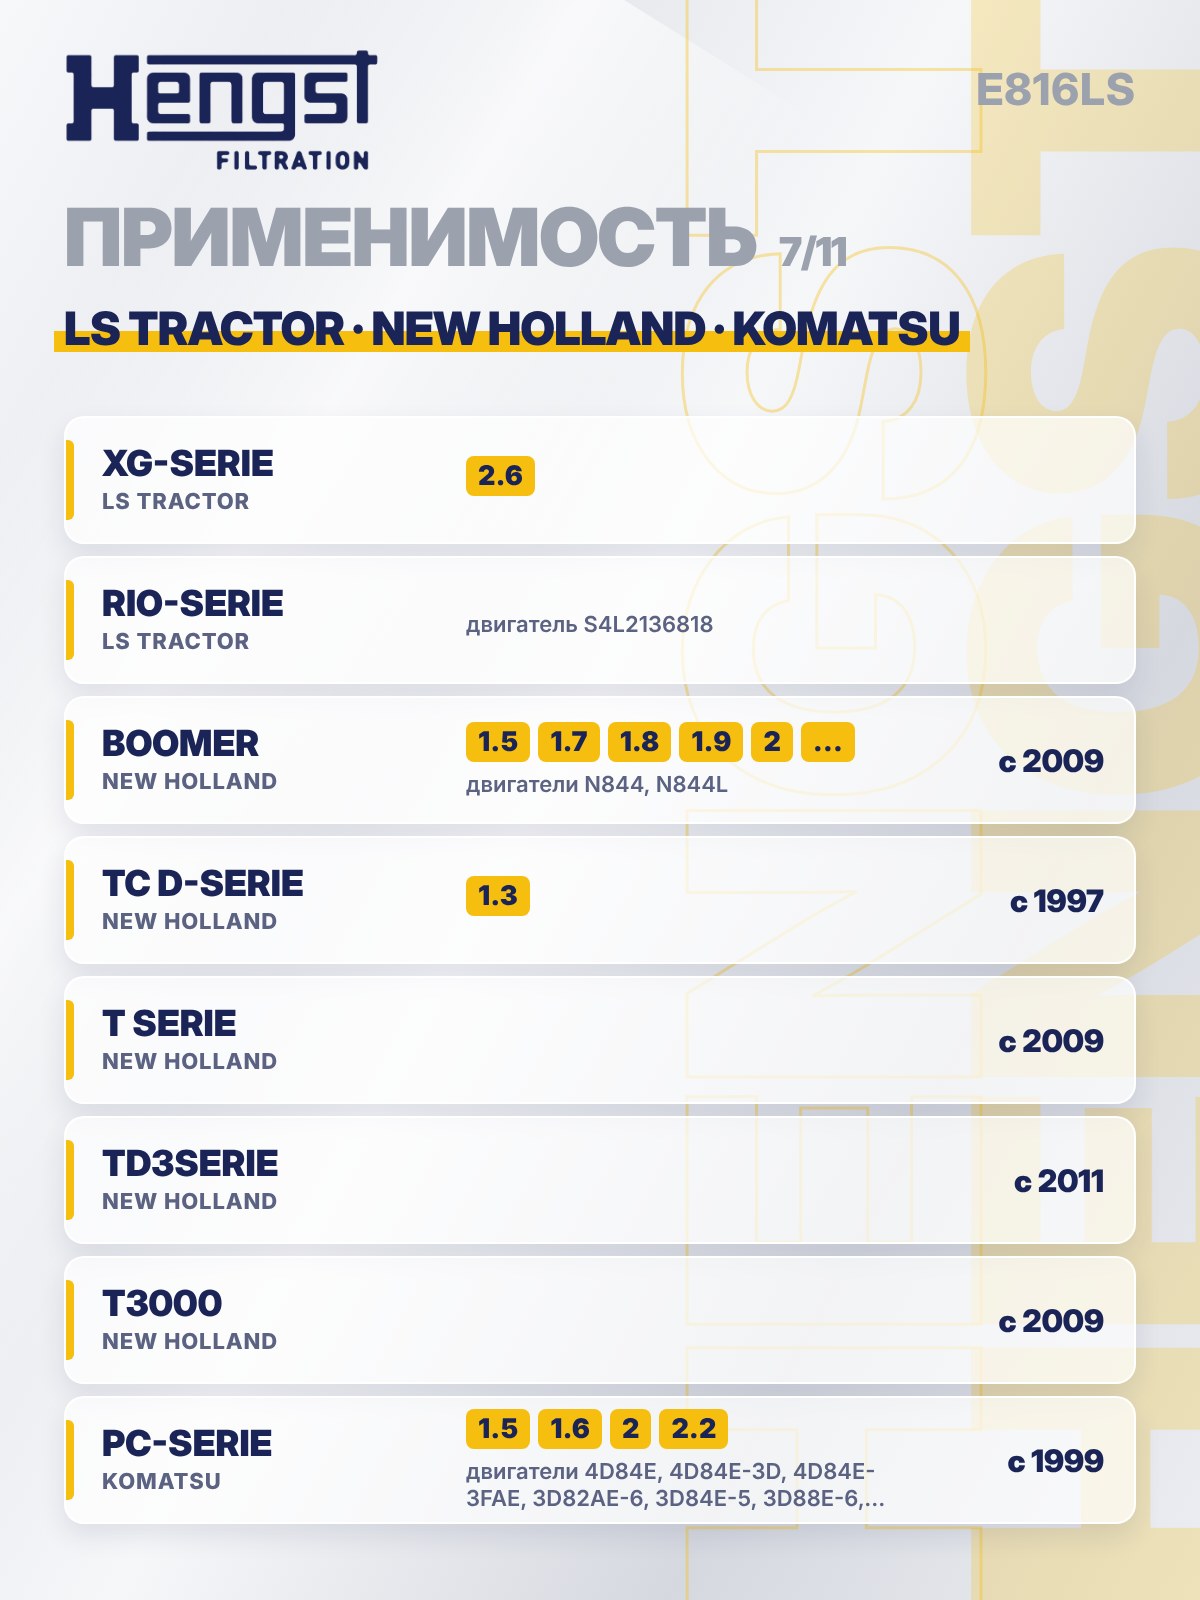 Hengst
FILTRATION
E816LS
ПРИМЕНИМОСТЬ 7/11
LS TRACTOR · NEW HOLLAND · KOMATSU
XG-SERIE
LS TRACTOR
2.6
RIO-SERIE
LS TRACTOR
двигатель S4L2136818
BOOMER
NEW HOLLAND
1.5 1.7 1.8 1.9 2 ...
двигатели N844, N844L
с 2009
TC D-SERIE
NEW HOLLAND
1.3
с 1997
T SERIE
NEW HOLLAND
с 2009
TD3SERIE
NEW HOLLAND
с 2011
T3000
NEW HOLLAND
с 2009
PC-SERIE
KOMATSU
1.5 1.6 2 2.2
двигатели 4D84E, 4D84E-3D, 4D84E-
3FAE, 3D82AE-6, 3D84E-5, 3D88E-6,...
с 1999
HENGST
HENGST